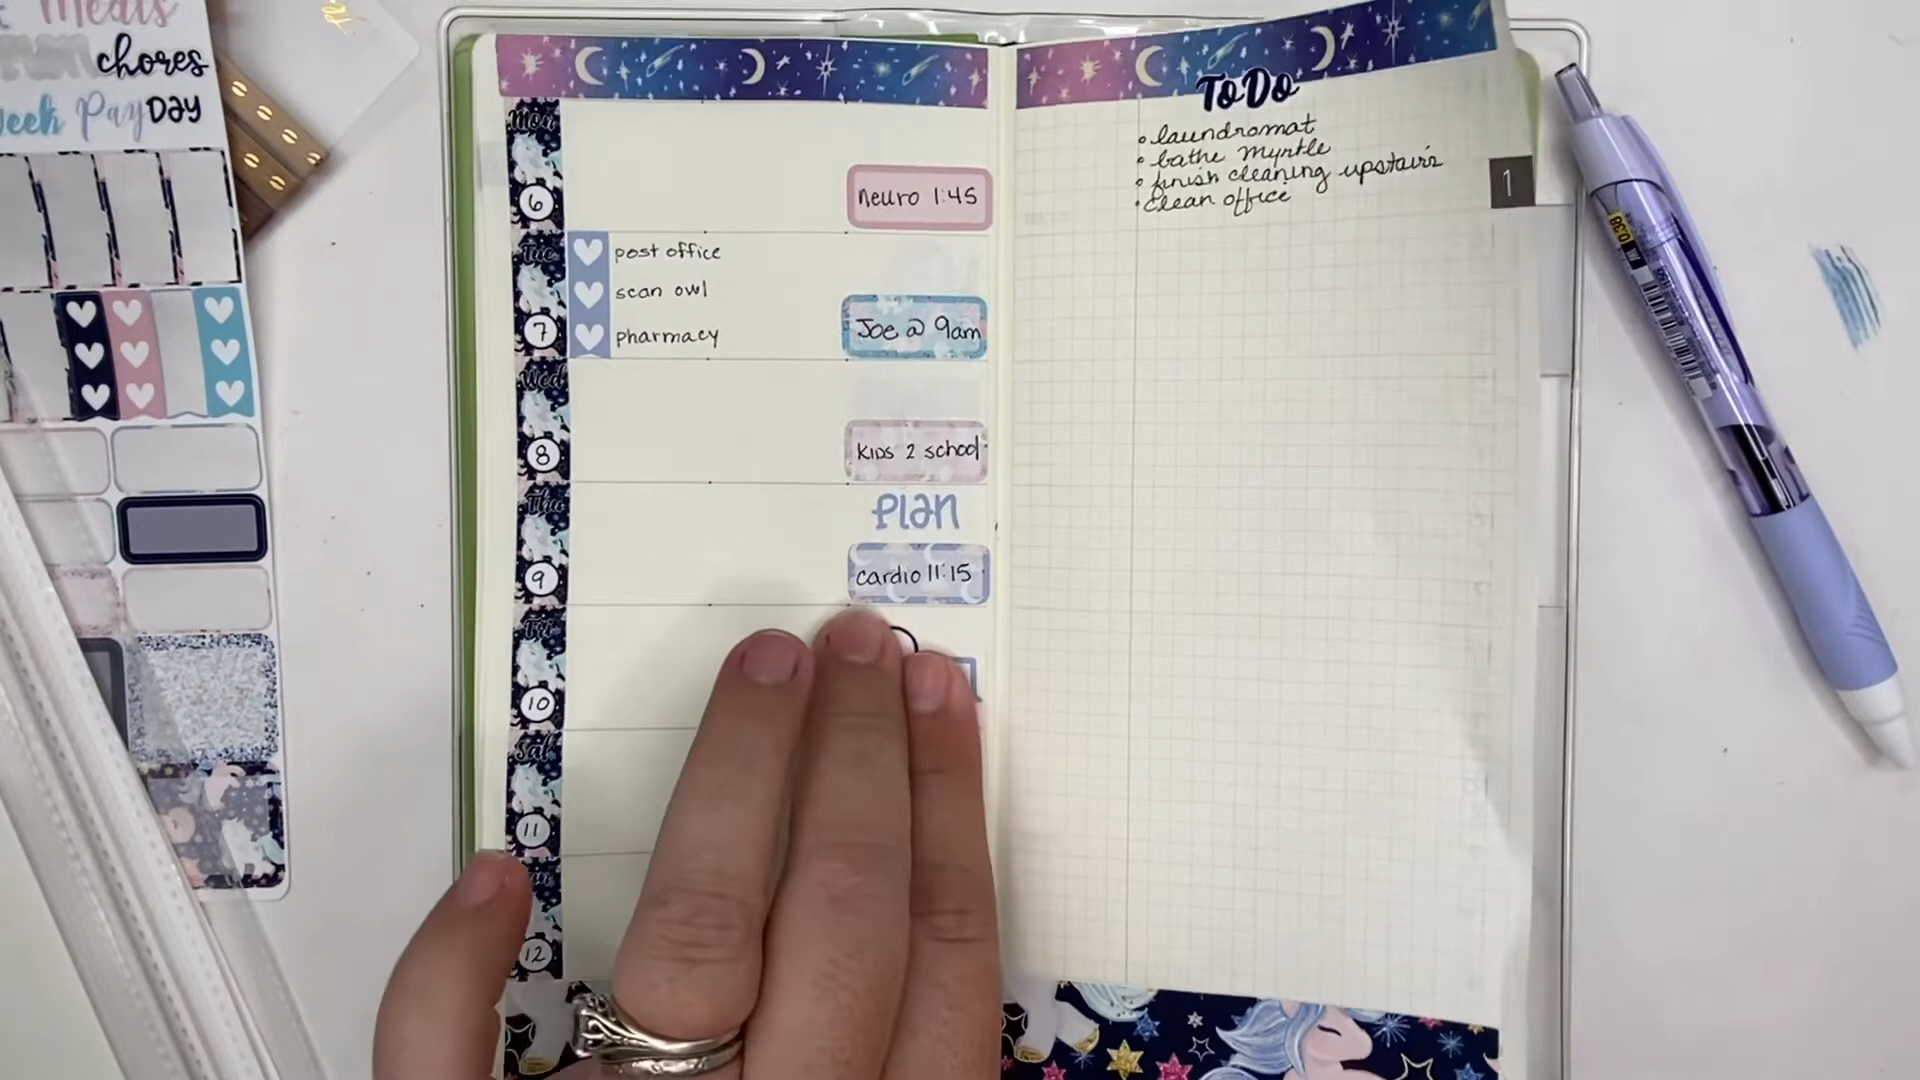 Meals
chores
Week PayDAY
Mon
6
neuro 1:45
Tue
post office
scan owl
7
pharmacy
Joe @ 9am
Wed
8
KIDS 2 school
Thu
Plan
9
cardio 11:15
Fri
10
Sat
11
12
ToDo
• laundromat
• bathe myrtle
• finish cleaning upstairs
• clean office
1
0.38